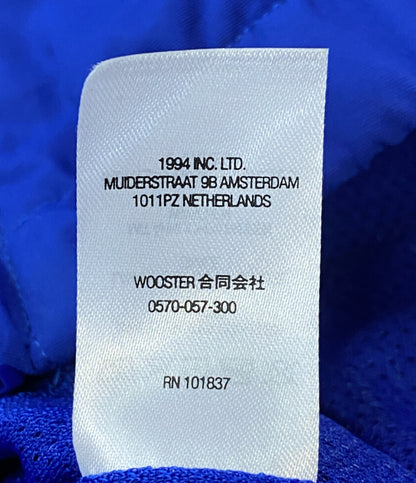 1994 INC. LTD.
MUIDERSTRAAT 9B AMSTERDAM
1011PZ NETHERLANDS
WOOSTER 合同会社
0570-057-300
RN 101837